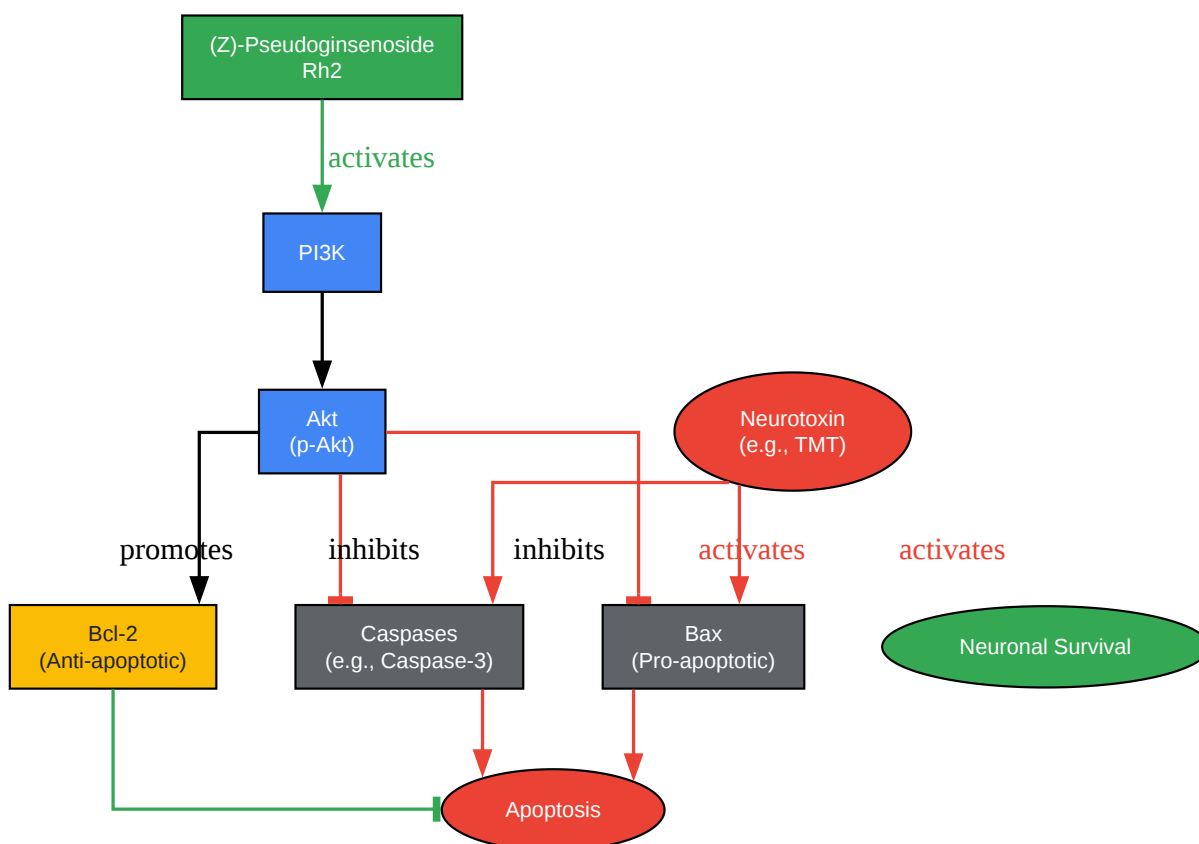 (Z)-Pseudoginsenoside
Rh2
activates
PI3K
Akt
(p-Akt)
Neurotoxin
(e.g., TMT)
promotes
inhibits
inhibits
activates
activates
Bcl-2
(Anti-apoptotic)
Caspases
(e.g., Caspase-3)
Bax
(Pro-apoptotic)
Neuronal Survival
Apoptosis